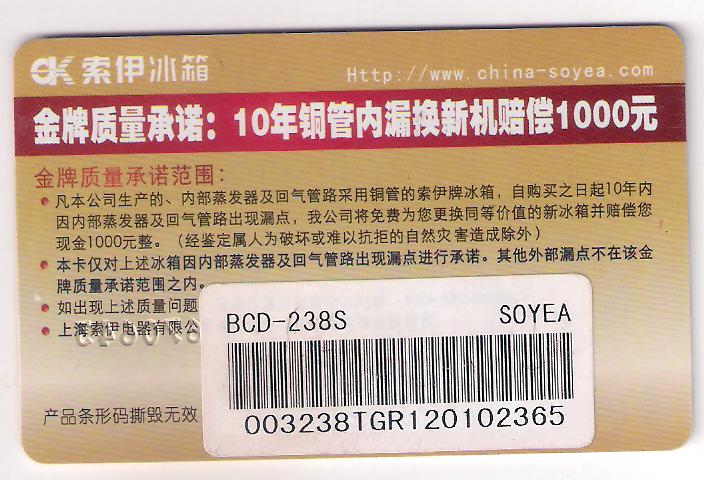 索伊冰箱
Http://www.china-soyea.com
金牌质量承诺：10年铜管内漏换新机赔偿1000元
金牌质量承诺范围：
凡本公司生产的、内部蒸发器及回气管路采用铜管的索伊牌冰箱，自购买之日起10年内
因内部蒸发器及回气管路出现漏点，我公司将免费为您更换同等价值的新冰箱并赔偿您
现金1000元整。（经鉴定属人为破坏或难以抗拒的自然灾害造成除外）
本卡仅对上述冰箱因内部蒸发器及回气管路出现漏点进行承诺。其他外部漏点不在该金
牌质量承诺范围之内。
如出现上述质量问题
上海索伊电器有限公
产品条形码撕毁无效
BCD-238S SOYEA
003238TGR120102365